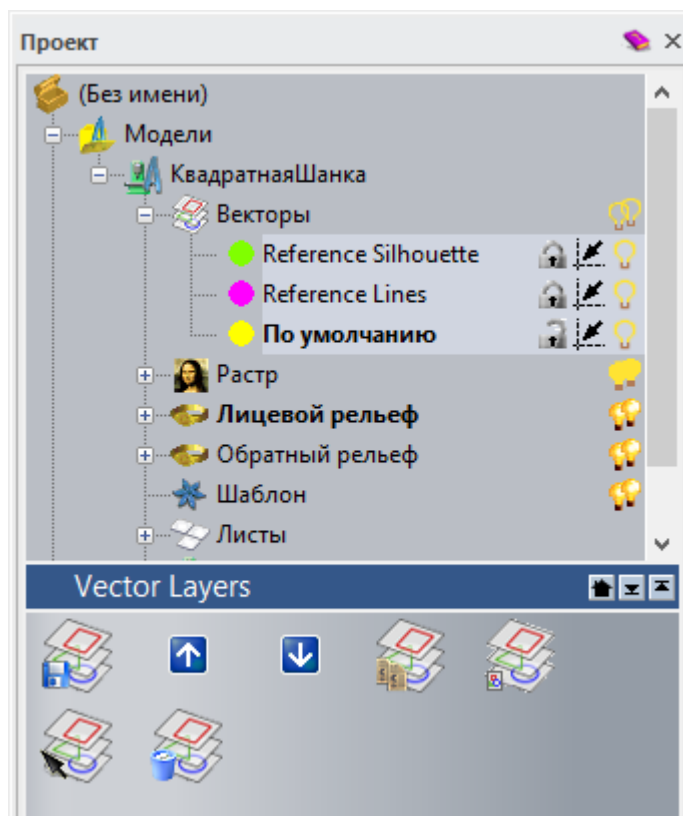 Проект
(Без имени)
Модели
КвадратнаяШанка
Векторы
Reference Silhouette
Reference Lines
По умолчанию
Растр
Лицевой рельеф
Обратный рельеф
Шаблон
Листы
Vector Layers